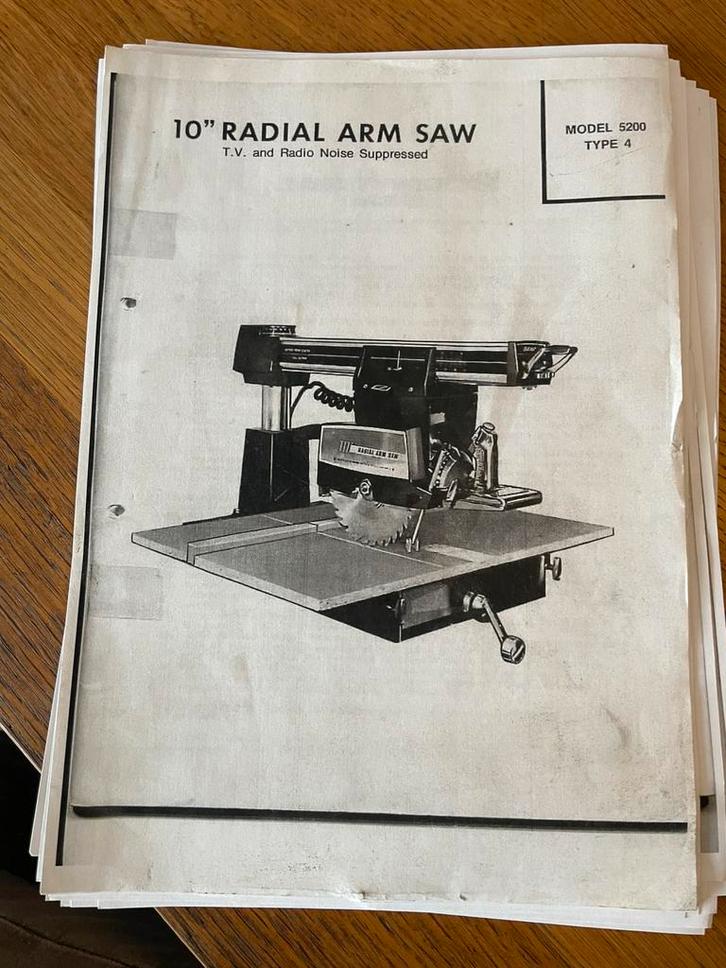 10" RADIAL ARM SAW
T.V. and Radio Noise Suppressed
MODEL 5200
TYPE 4
RADIAL ARM SAW